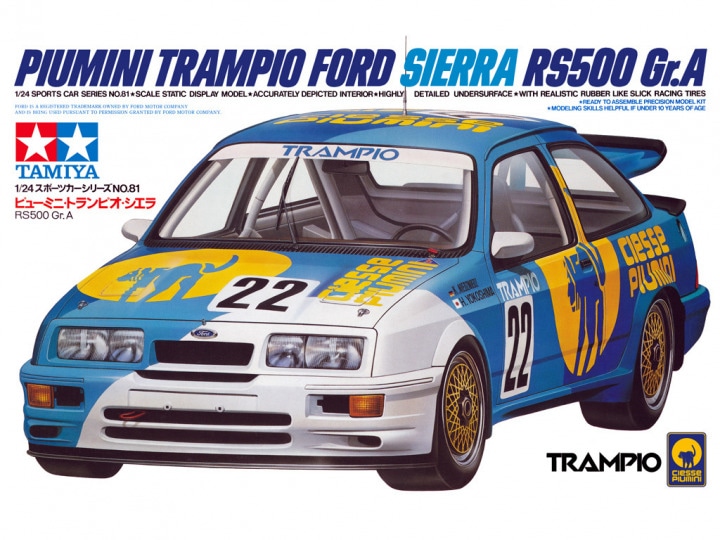 PIUMINI TRAMPIO FORD SIERRA RS500 Gr.A
1/24 SPORTS CAR SERIES NO.81★SCALE STATIC DISPLAY MODEL★ACCURATELY DEPICTED INTERIOR★HIGHLY DETAILED UNDERSURFACE★WITH REALISTIC RUBBER LIKE SLICK RACING TIRES
★READY TO ASSEMBLE PRECISION MODEL KIT
★MODELING SKILLS HELPFUL IF UNDER 10 YEARS OF AGE
FORD IS A REGISTERED TRADEMARK OWNED BY FORD MOTOR COMPANY
AND IS BEING USED PURSUANT TO PERMISSION GRANTED BY FORD MOTOR COMPANY.
TAMIYA
1/24 スポーツカーシリーズ NO.81
ピューミニ・トランピオ・シエラ
RS500 Gr.A
TRAMPIO
ciesse
piumini
22
Ford
TRAMPIO
H. YOKOSHIMA
22
ciesse
piumini
TRAMPIO
ciesse
piumini